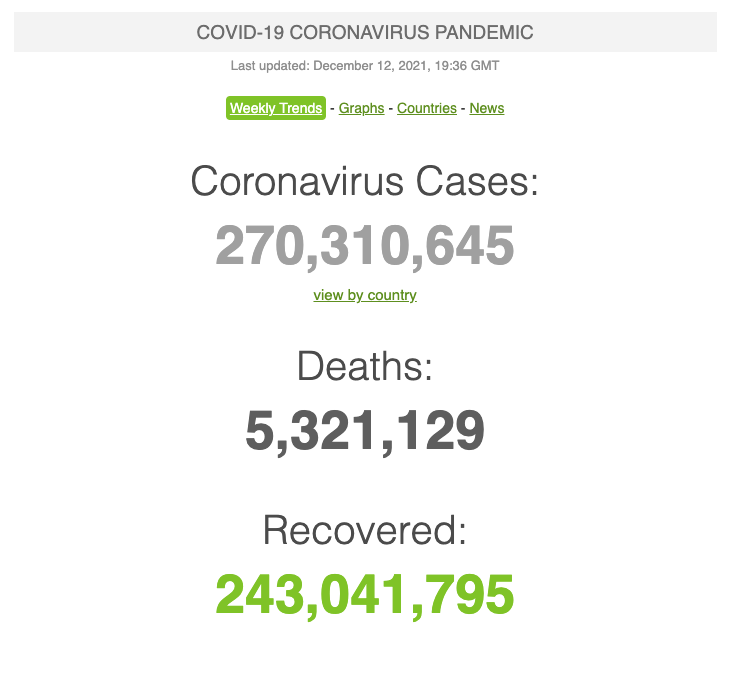 COVID-19 CORONAVIRUS PANDEMIC
Last updated: December 12, 2021, 19:36 GMT
Weekly Trends - Graphs - Countries - News
Coronavirus Cases:
270,310,645
view by country
Deaths:
5,321,129
Recovered:
243,041,795